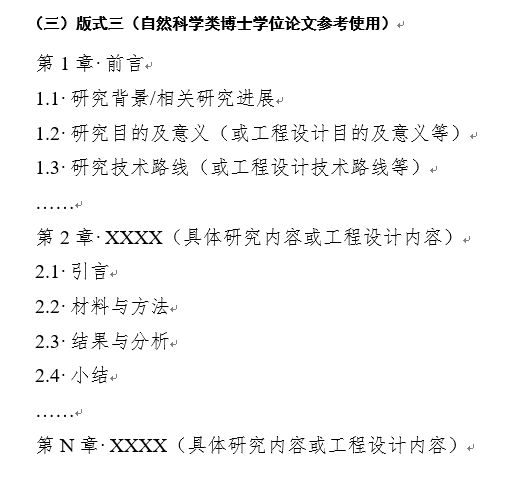 （三）版式三（自然科学类博士学位论文参考使用）
第 1 章 前言
1.1 研究背景/相关研究进展
1.2 研究目的及意义（或工程设计目的及意义等）
1.3 研究技术路线（或工程设计技术路线等）
……
第 2 章 XXXX（具体研究内容或工程设计内容）
2.1 引言
2.2 材料与方法
2.3 结果与分析
2.4 小结
……
第 N 章 XXXX（具体研究内容或工程设计内容）